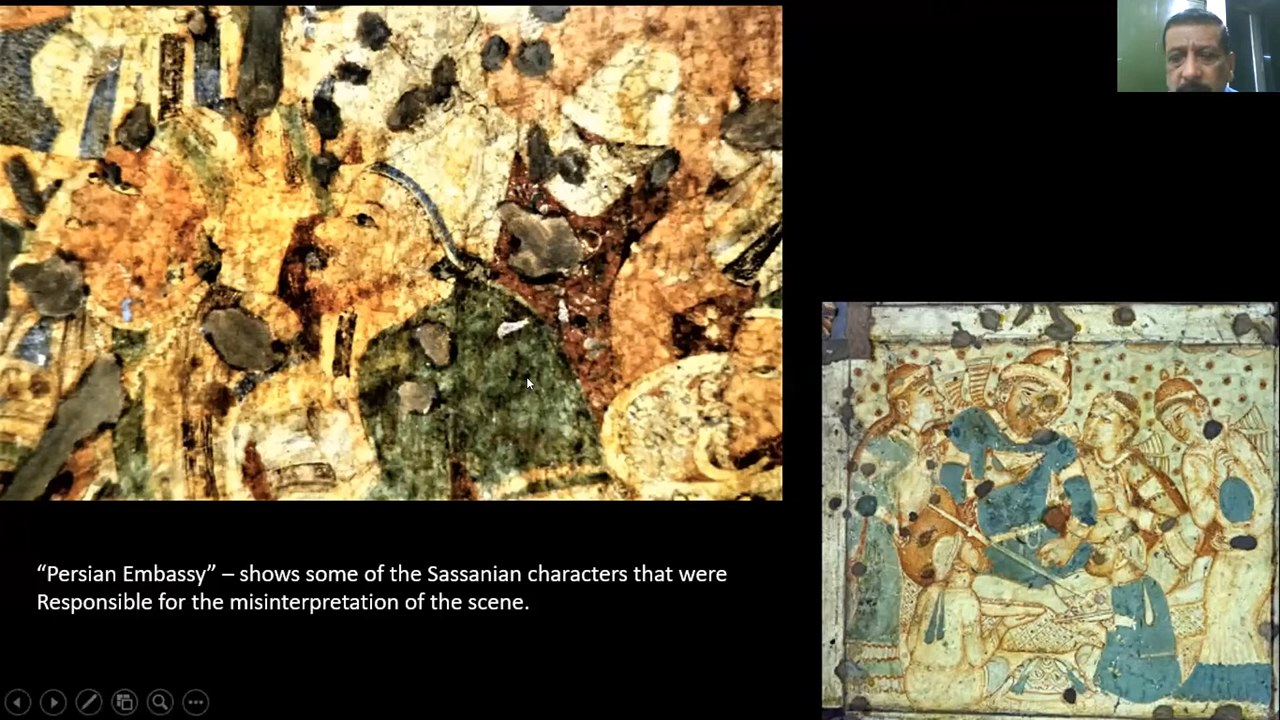 “Persian Embassy” – shows some of the Sassanian characters that were
Responsible for the misinterpretation of the scene.